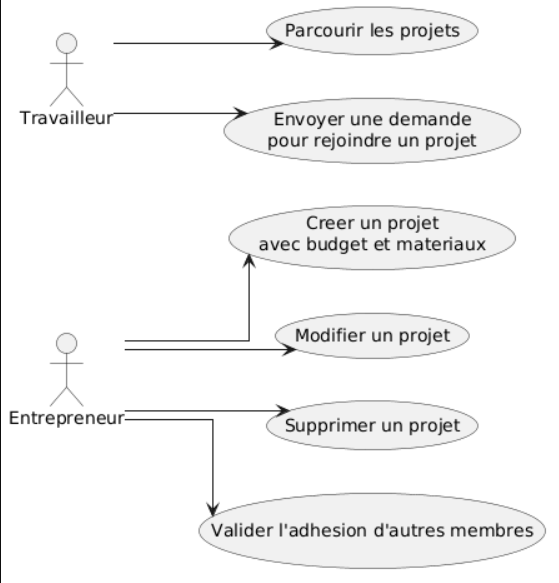 Parcourir les projets
Travailleur
Envoyer une demande
pour rejoindre un projet
Creer un projet
avec budget et materiaux
Modifier un projet
Entrepreneur
Supprimer un projet
Valider l'adhesion d'autres membres